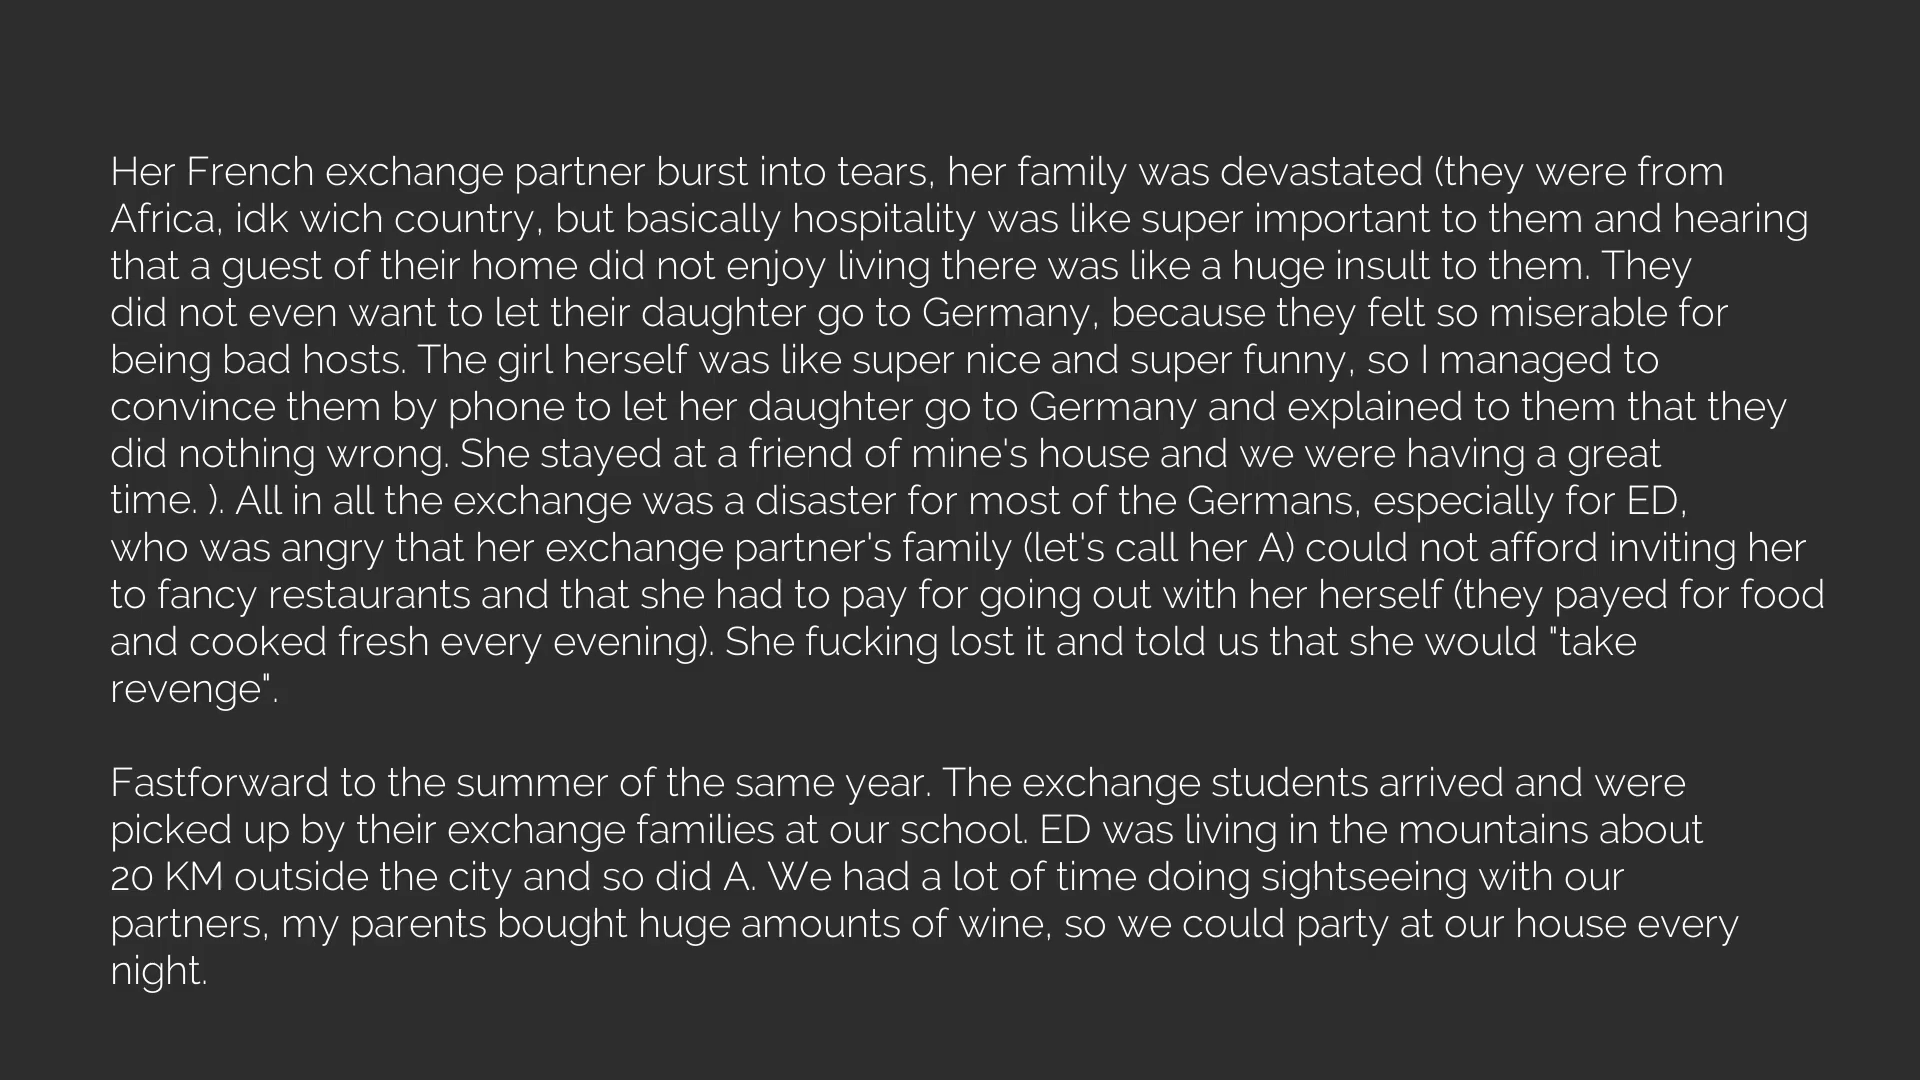 Her French exchange partner burst into tears, her family was devastated (they were from
Africa, idk wich country, but basically hospitality was like super important to them and hearing
that a guest of their home did not enjoy living there was like a huge insult to them. They
did not even want to let their daughter go to Germany, because they felt so miserable for
being bad hosts. The girl herself was like super nice and super funny, so I managed to
convince them by phone to let her daughter go to Germany and explained to them that they
did nothing wrong. She stayed at a friend of mine's house and we were having a great
time. ). All in all the exchange was a disaster for most of the Germans, especially for ED,
who was angry that her exchange partner's family (let's call her A) could not afford inviting her
to fancy restaurants and that she had to pay for going out with her herself (they payed for food
and cooked fresh every evening). She fucking lost it and told us that she would "take
revenge".
Fastforward to the summer of the same year. The exchange students arrived and were
picked up by their exchange families at our school. ED was living in the mountains about
20 KM outside the city and so did A. We had a lot of time doing sightseeing with our
partners, my parents bought huge amounts of wine, so we could party at our house every
night.